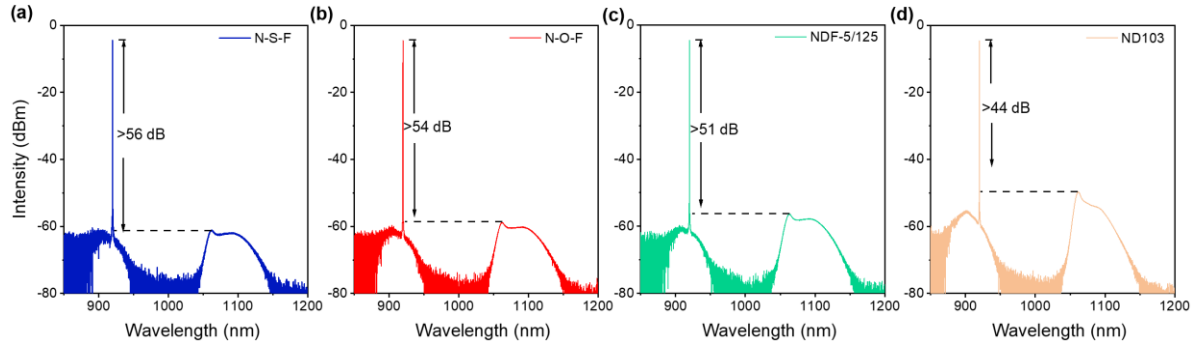 (a)
N-S-F
>56 dB
Intensity (dBm)
0
-20
-40
-60
-80
900 1000 1100 1200
Wavelength (nm)
(b)
N-O-F
>54 dB
0
-20
-40
-60
-80
900 1000 1100 1200
Wavelength (nm)
(c)
NDF-5/125
>51 dB
0
-20
-40
-60
-80
900 1000 1100 1200
Wavelength (nm)
(d)
ND103
>44 dB
0
-20
-40
-60
-80
900 1000 1100 1200
Wavelength (nm)